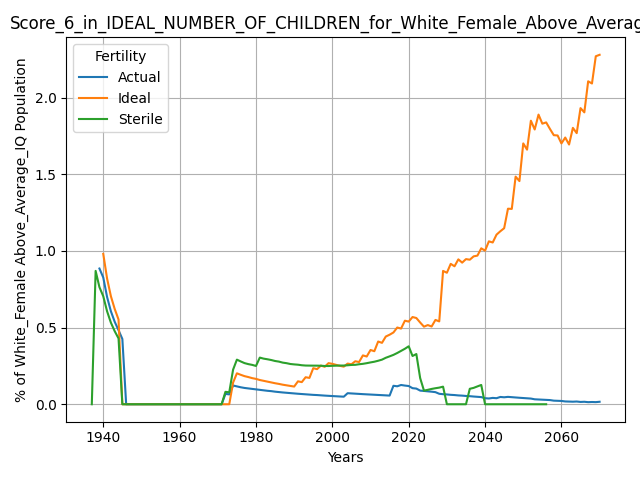 Score_6_in_IDEAL_NUMBER_OF_CHILDREN_for_White_Female_Above_Averag
Fertility
Actual
Ideal
Sterile
% of White_Female Above_Average_IQ Population
2.0
1.5
1.0
0.5
0.0
1940 1960 1980 2000 2020 2040 2060
Years